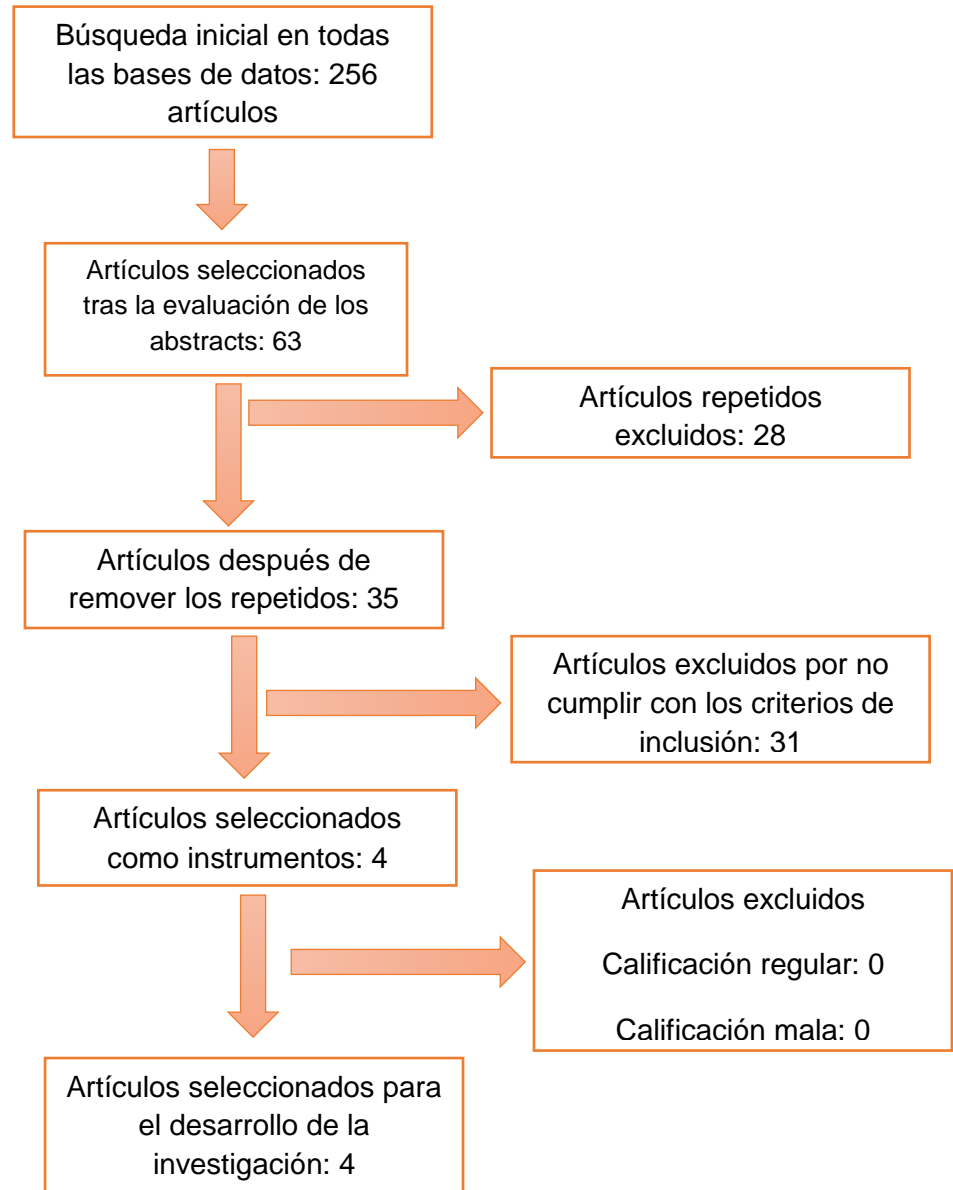 Búsqueda inicial en todas
las bases de datos: 256
artículos
Artículos seleccionados
tras la evaluación de los
abstracts: 63
Artículos repetidos
excluidos: 28
Artículos después de
remover los repetidos: 35
Artículos excluidos por no
cumplir con los criterios de
inclusión: 31
Artículos seleccionados
como instrumentos: 4
Artículos excluidos
Calificación regular: 0
Calificación mala: 0
Artículos seleccionados para
el desarrollo de la
investigación: 4